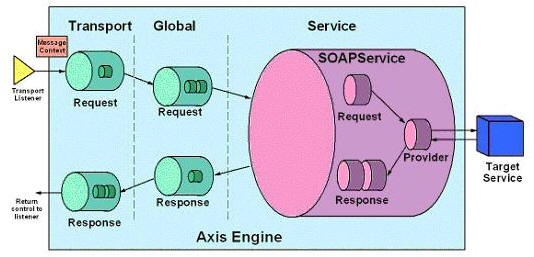 Transport
Global
Service
Message
Context
SOAPService
Transport
Listener
Request
Request
Request
Provider
Target
Service
Return
control to
listener
Response
Response
Response
Axis Engine